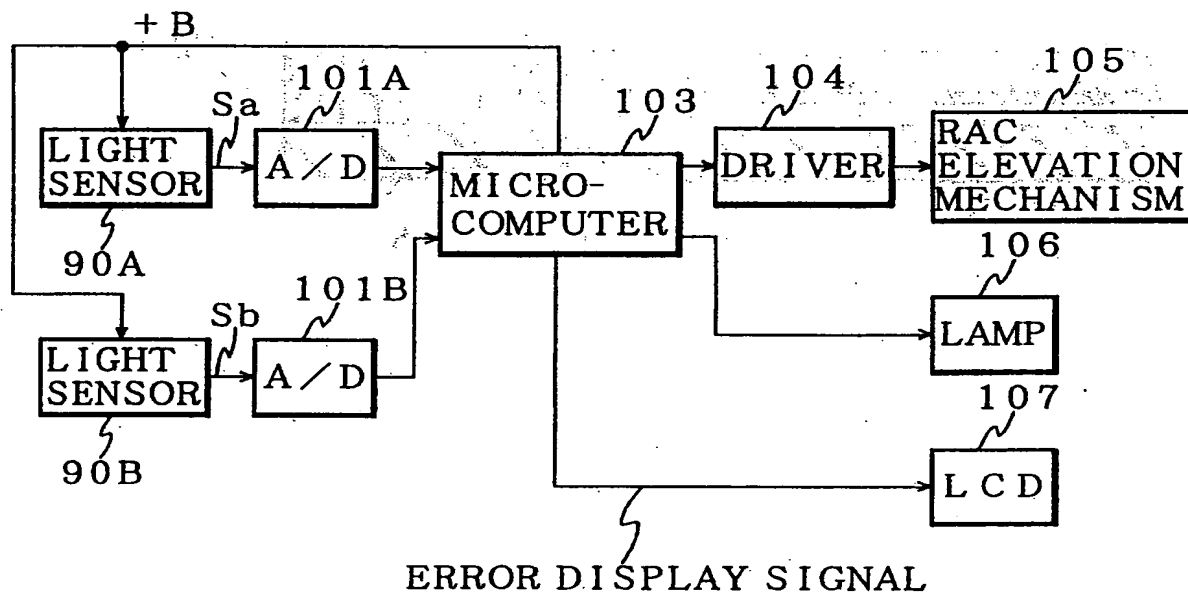 +B
101A
Sa
103
104
105
LIGHT
SENSOR
A/D
MICRO-
COMPUTER
DRIVER
RAC
ELEVATION
MECHANISM
90A
101B
Sb
106
LIGHT
SENSOR
A/D
LAMP
107
90B
LCD
ERROR DISPLAY SIGNAL